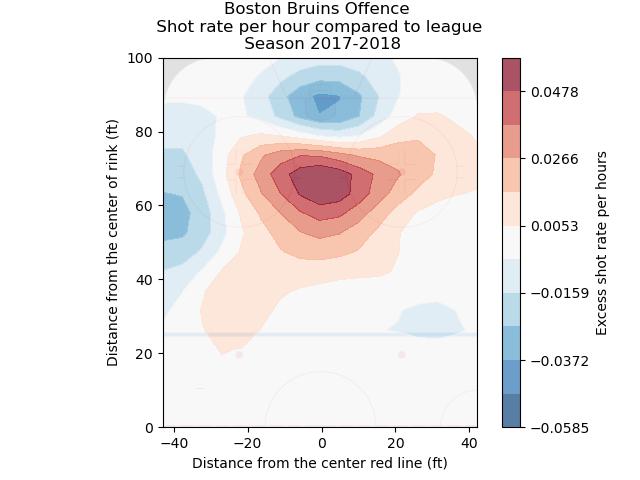 Boston Bruins Offence
Shot rate per hour compared to league
Season 2017-2018
100
80
60
40
20
0
−40
−20
0
20
40
Distance from the center of rink (ft)
Distance from the center red line (ft)
0.0478
0.0266
0.0053
−0.0159
−0.0372
−0.0585
Excess shot rate per hours